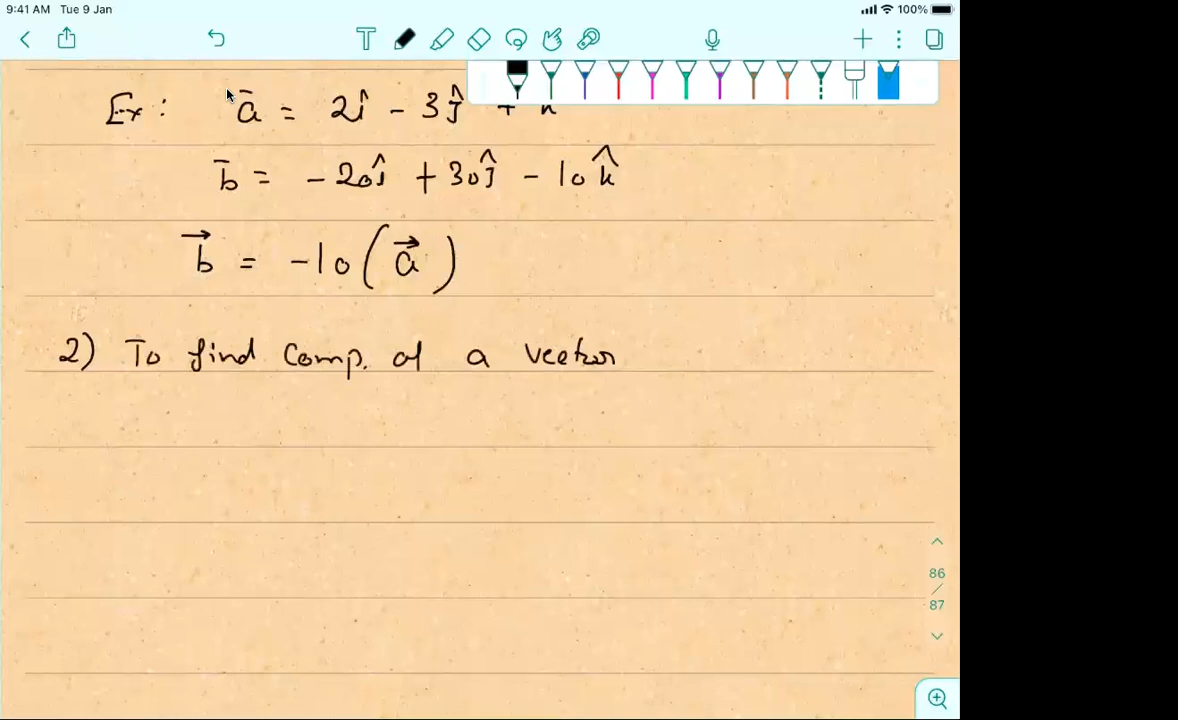 9:41 AM Tue 9 Jan 100%
Ex : a̅ = 2î - 3ĵ +
b̅ = - 20î + 30ĵ - 10k̂
b⃗ = -10(a⃗)
2) To find Comp. of a vector
86
/
87